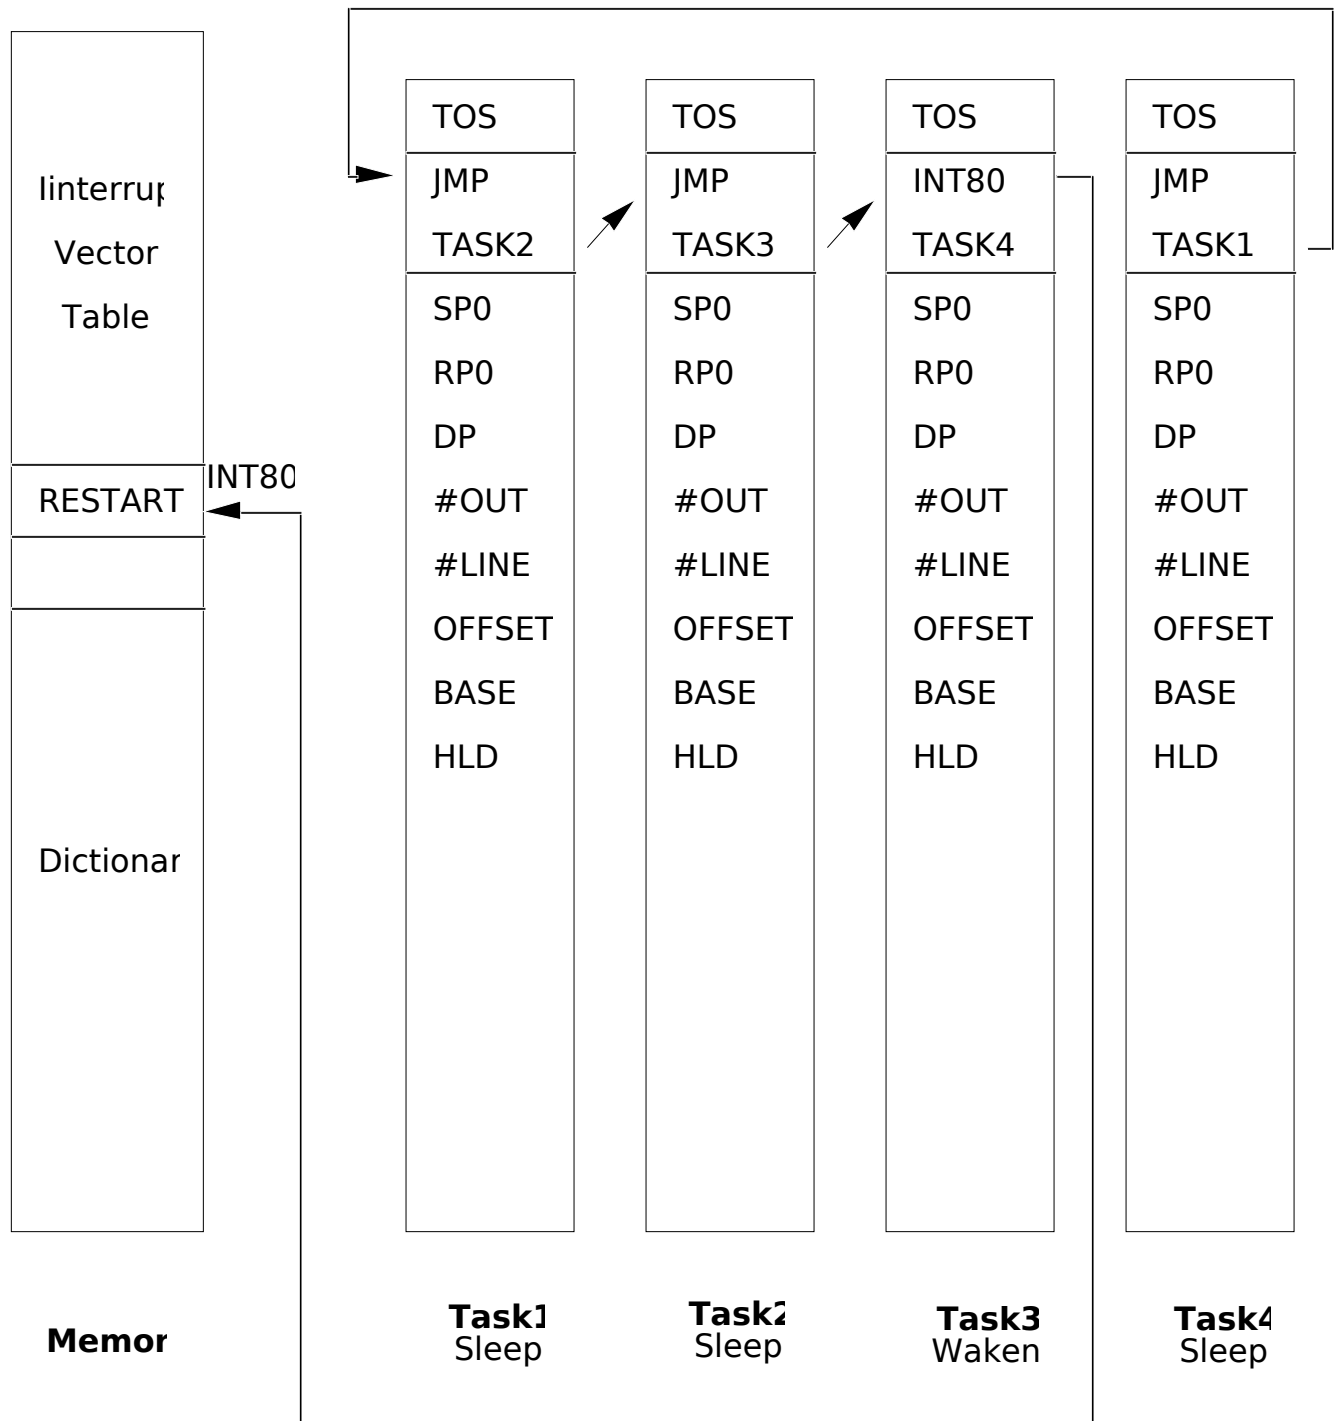 Iinterrup
Vector
Table
RESTART
INT80
Dictionar
Memor
TOS
JMP
TASK2
SP0
RP0
DP
#OUT
#LINE
OFFSET
BASE
HLD
Task1
Sleep
TOS
JMP
TASK3
SP0
RP0
DP
#OUT
#LINE
OFFSET
BASE
HLD
Task2
Sleep
TOS
INT80
TASK4
SP0
RP0
DP
#OUT
#LINE
OFFSET
BASE
HLD
Task3
Waken
TOS
JMP
TASK1
SP0
RP0
DP
#OUT
#LINE
OFFSET
BASE
HLD
Task4
Sleep